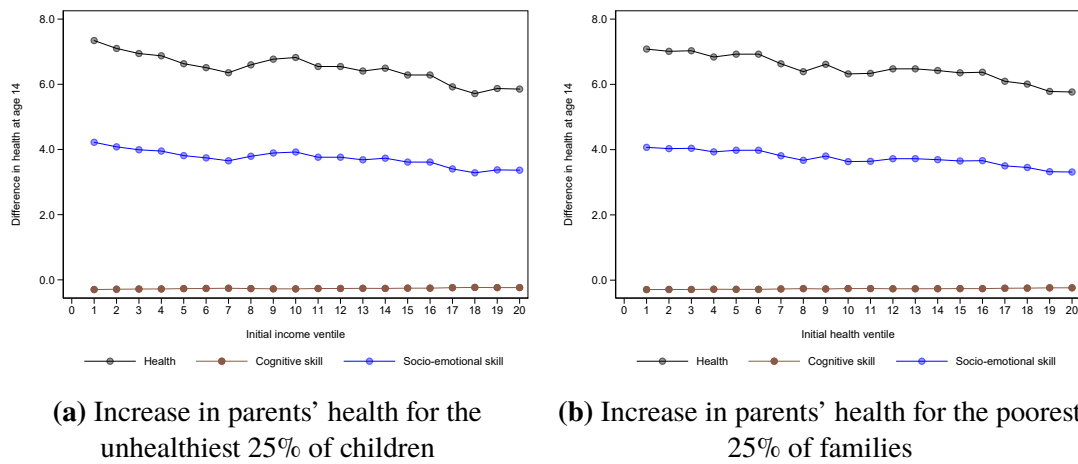 8.0
6.0
4.0
2.0
0.0
Difference in health at age 14
0 1 2 3 4 5 6 7 8 9 10 11 12 13 14 15 16 17 18 19 20
Initial income ventile
Health Cognitive skill Socio-emotional skill
(a) Increase in parents' health for the
unhealthiest 25% of children
8.0
6.0
4.0
2.0
0.0
Difference in health at age 14
0 1 2 3 4 5 6 7 8 9 10 11 12 13 14 15 16 17 18 19 20
Initial health ventile
Health Cognitive skill Socio-emotional skill
(b) Increase in parents' health for the poorest
25% of families